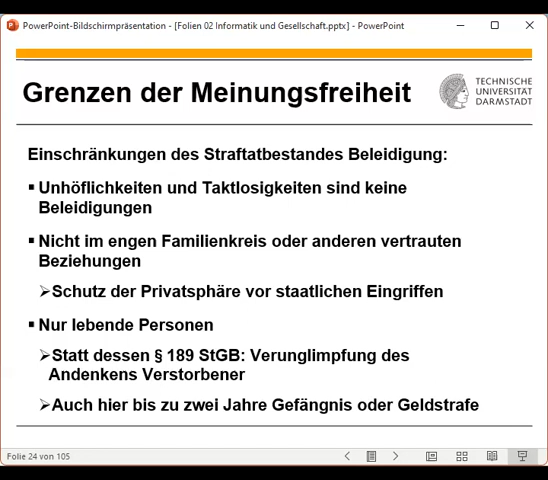 PowerPoint-Bildschirmpräsentation - [Folien 02 Informatik und Gesellschaft.pptx] - PowerPoint
Grenzen der Meinungsfreiheit
TECHNISCHE
UNIVERSITÄT
DARMSTADT
Einschränkungen des Straftatbestandes Beleidigung:
▪ Unhöflichkeiten und Taktlosigkeiten sind keine
Beleidigungen
▪ Nicht im engen Familienkreis oder anderen vertrauten
Beziehungen
➢Schutz der Privatsphäre vor staatlichen Eingriffen
▪ Nur lebende Personen
➢Statt dessen § 189 StGB: Verunglimpfung des
Andenkens Verstorbener
➢Auch hier bis zu zwei Jahre Gefängnis oder Geldstrafe
Folie 24 von 105